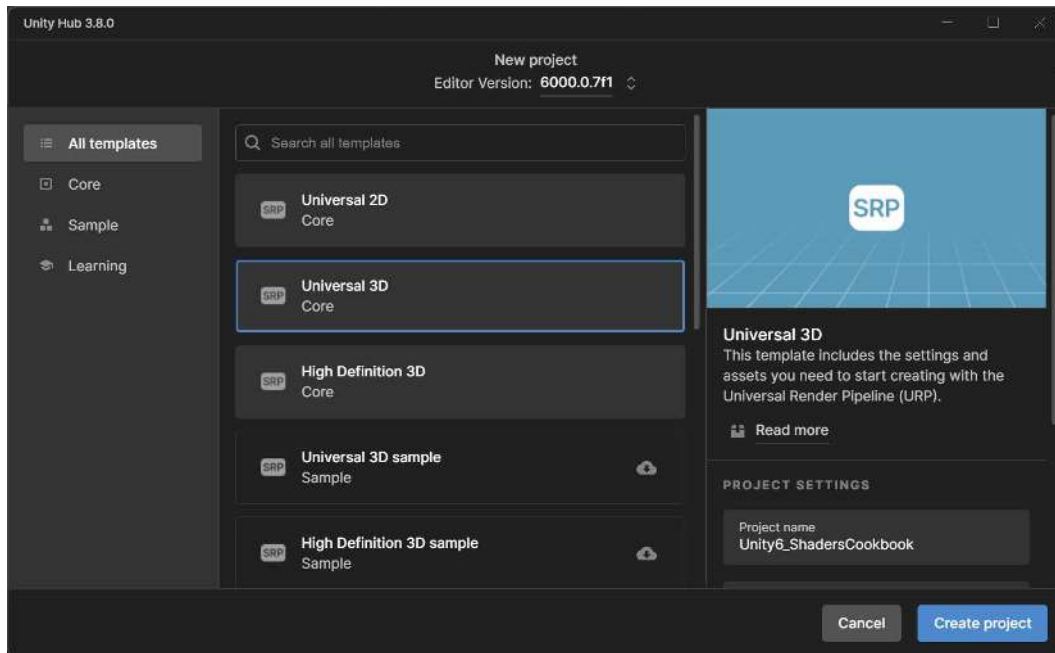 Unity Hub 3.8.0
New project
Editor Version: 6000.0.7f1
All templates
Core
Sample
Learning
Search all templates
SRP
Universal 2D
Core
SRP
Universal 3D
Core
SRP
High Definition 3D
Core
SRP
Universal 3D sample
Sample
SRP
High Definition 3D sample
Sample
SRP
Universal 3D
This template includes the settings and
assets you need to start creating with the
Universal Render Pipeline (URP).
Read more
PROJECT SETTINGS
Project name
Unity6_ShadersCookbook
Cancel
Create project